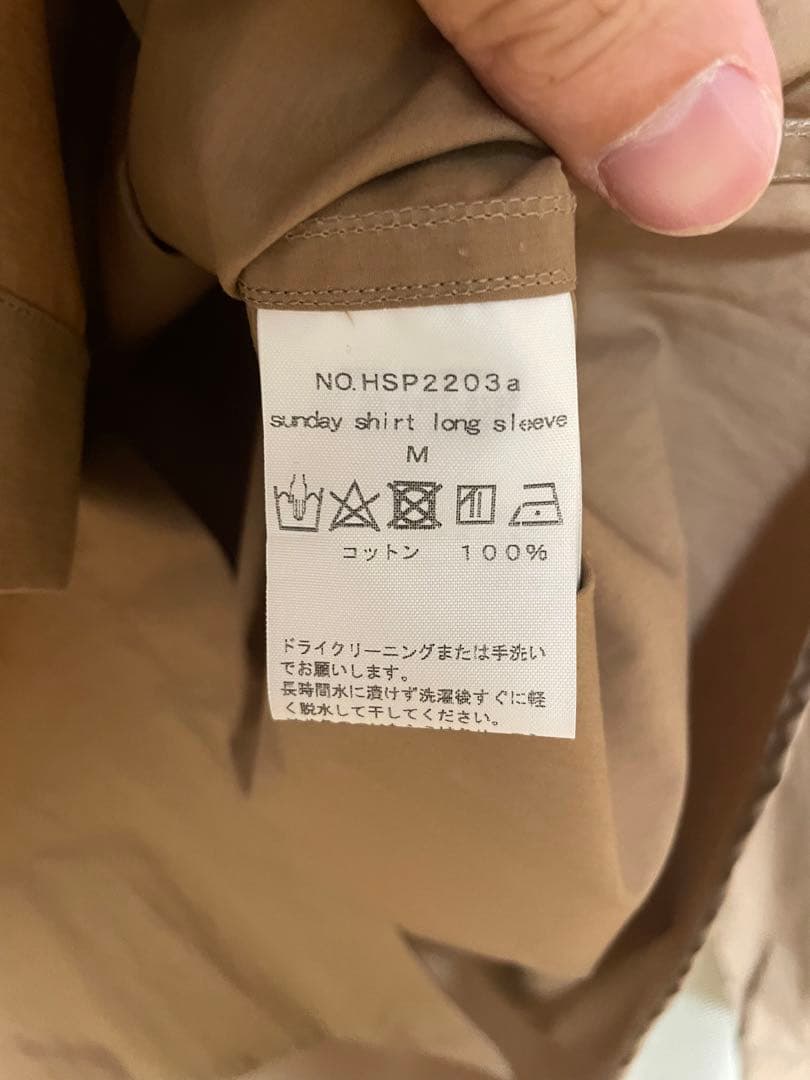 NO.HSP2203a
sunday shirt long sleeve
M
コットン　100%
ドライクリーニングまたは手洗い
でお願いします。
長時間水に漬けず洗濯後すぐに軽
く脱水して干してください。